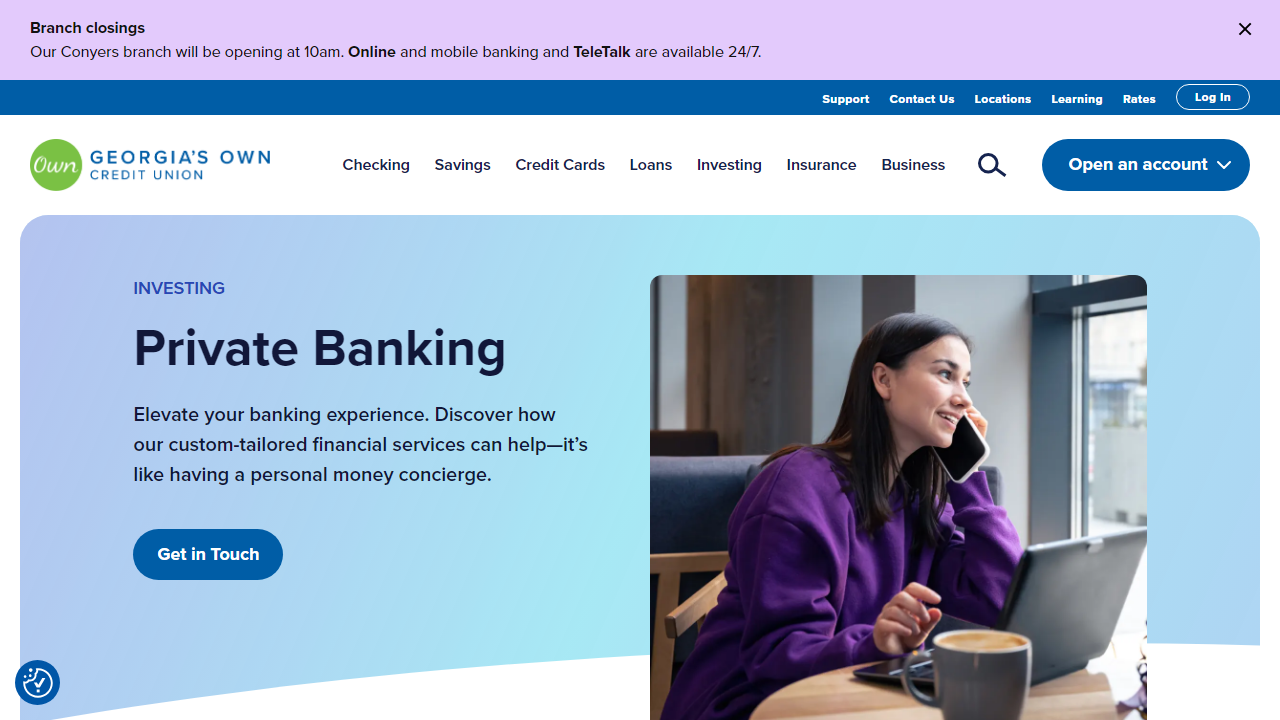 Branch closings
Our Conyers branch will be opening at 10am. Online and mobile banking and TeleTalk are available 24/7.
Support
Contact Us
Locations
Learning
Rates
Log In
Own
GEORGIA'S OWN
CREDIT UNION
Checking
Savings
Credit Cards
Loans
Investing
Insurance
Business
Open an account
INVESTING
Private Banking
Elevate your banking experience. Discover how
our custom-tailored financial services can help—it's
like having a personal money concierge.
Get in Touch